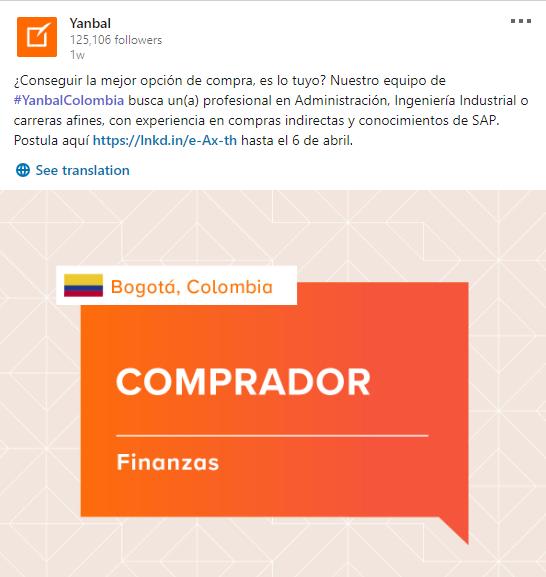 Yanbal
125,106 followers
1w
¿Conseguir la mejor opción de compra, es lo tuyo? Nuestro equipo de
#YanbalColombia busca un(a) profesional en Administración, Ingeniería Industrial o
carreras afines, con experiencia en compras indirectas y conocimientos de SAP.
Postula aquí https://lnkd.in/e-Ax-th hasta el 6 de abril.
See translation
Bogotá, Colombia
COMPRADOR
Finanzas